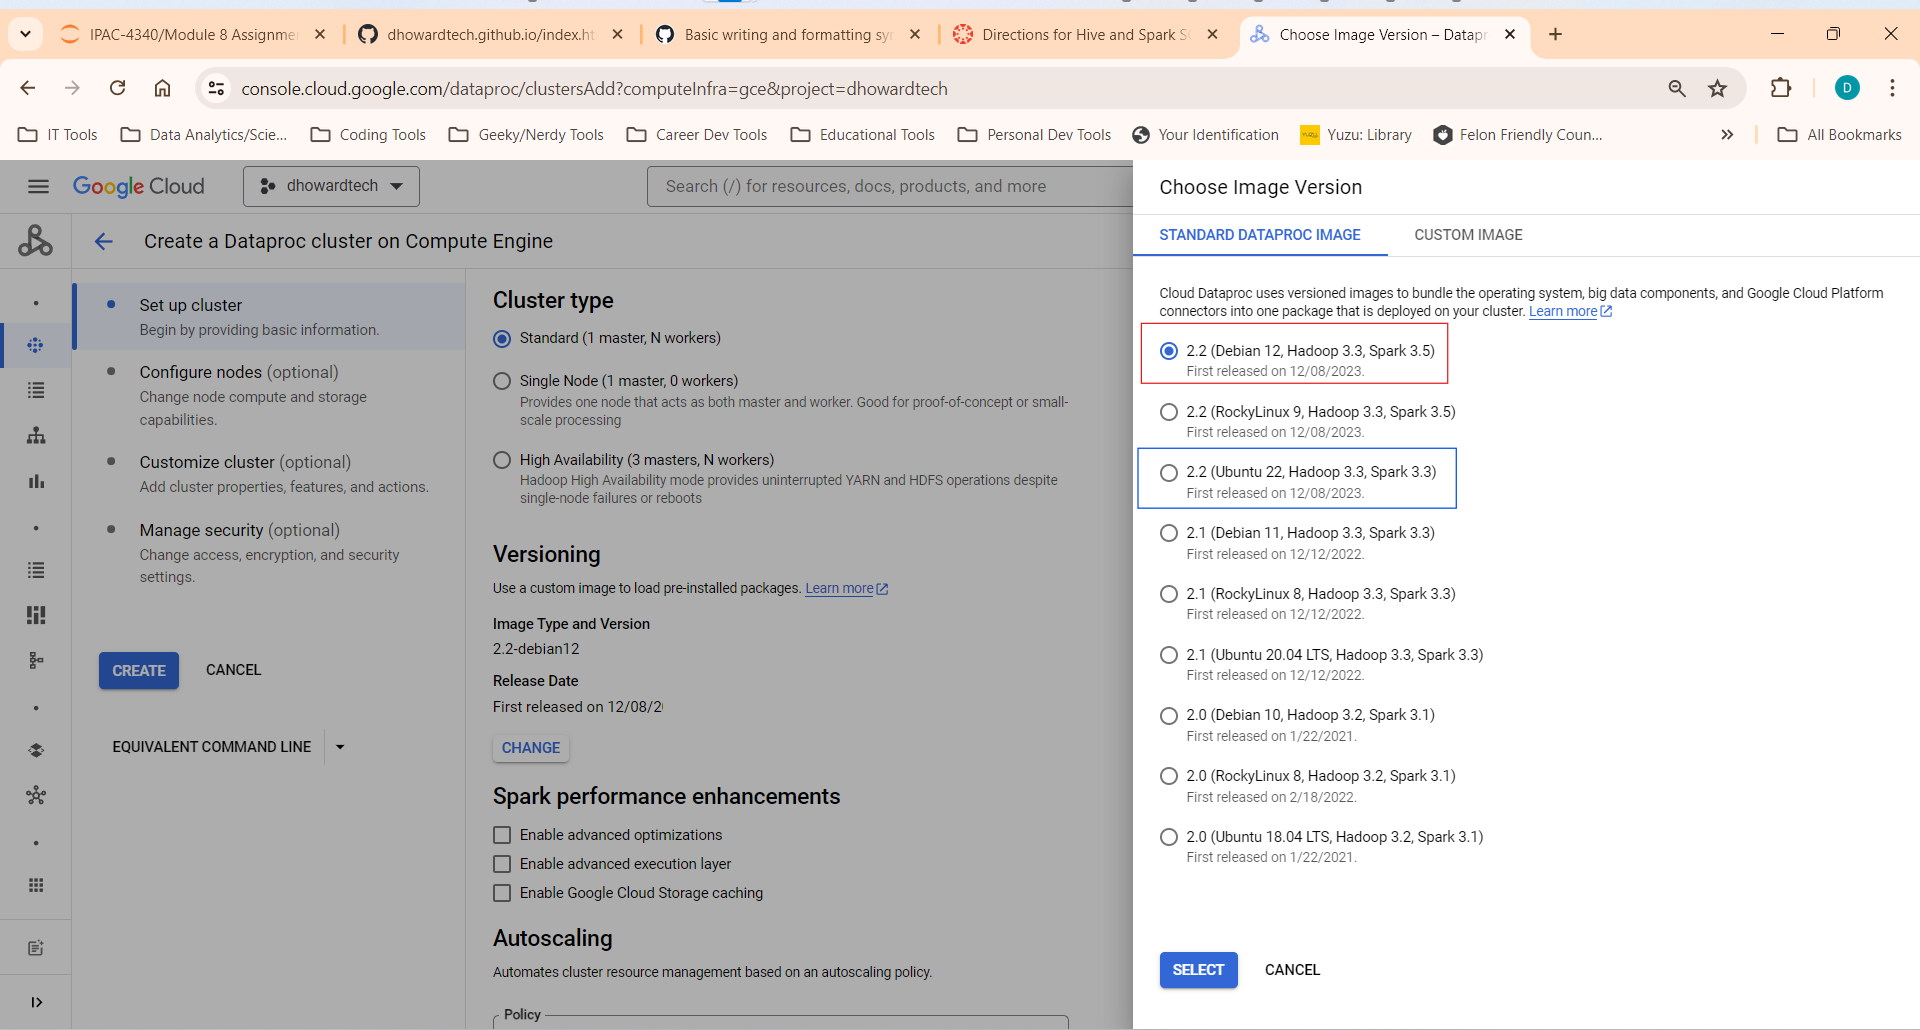 IPAC-4340/Module 8 Assignme
dhowardtech.github.io/index.ht
Basic writing and formatting sy
Directions for Hive and Spark S
Choose Image Version – Datapr
console.cloud.google.com/dataproc/clustersAdd?computeInfra=gce&project=dhowardtech
D
IT Tools
Data Analytics/Scie...
Coding Tools
Geeky/Nerdy Tools
Career Dev Tools
Educational Tools
Personal Dev Tools
Your Identification
Yuzu: Library
Felon Friendly Coun...
All Bookmarks
Google Cloud
dhowardtech
Search (/) for resources, docs, products, and more
Create a Dataproc cluster on Compute Engine
Set up cluster
Begin by providing basic information.
Configure nodes (optional)
Change node compute and storage
capabilities.
Customize cluster (optional)
Add cluster properties, features, and actions.
Manage security (optional)
Change access, encryption, and security
settings.
CREATE
CANCEL
EQUIVALENT COMMAND LINE
Cluster type
Standard (1 master, N workers)
Single Node (1 master, 0 workers)
Provides one node that acts as both master and worker. Good for proof-of-concept or small-
scale processing
High Availability (3 masters, N workers)
Hadoop High Availability mode provides uninterrupted YARN and HDFS operations despite
single-node failures or reboots
Versioning
Use a custom image to load pre-installed packages. Learn more
Image Type and Version
2.2-debian12
Release Date
First released on 12/08/2
CHANGE
Spark performance enhancements
Enable advanced optimizations
Enable advanced execution layer
Enable Google Cloud Storage caching
Autoscaling
Automates cluster resource management based on an autoscaling policy.
Policy
Choose Image Version
STANDARD DATAPROC IMAGE
CUSTOM IMAGE
Cloud Dataproc uses versioned images to bundle the operating system, big data components, and Google Cloud Platform
connectors into one package that is deployed on your cluster. Learn more
2.2 (Debian 12, Hadoop 3.3, Spark 3.5)
First released on 12/08/2023.
2.2 (RockyLinux 9, Hadoop 3.3, Spark 3.5)
First released on 12/08/2023.
2.2 (Ubuntu 22, Hadoop 3.3, Spark 3.3)
First released on 12/08/2023.
2.1 (Debian 11, Hadoop 3.3, Spark 3.3)
First released on 12/12/2022.
2.1 (RockyLinux 8, Hadoop 3.3, Spark 3.3)
First released on 12/12/2022.
2.1 (Ubuntu 20.04 LTS, Hadoop 3.3, Spark 3.3)
First released on 12/12/2022.
2.0 (Debian 10, Hadoop 3.2, Spark 3.1)
First released on 1/22/2021.
2.0 (RockyLinux 8, Hadoop 3.2, Spark 3.1)
First released on 2/18/2022.
2.0 (Ubuntu 18.04 LTS, Hadoop 3.2, Spark 3.1)
First released on 1/22/2021.
SELECT
CANCEL